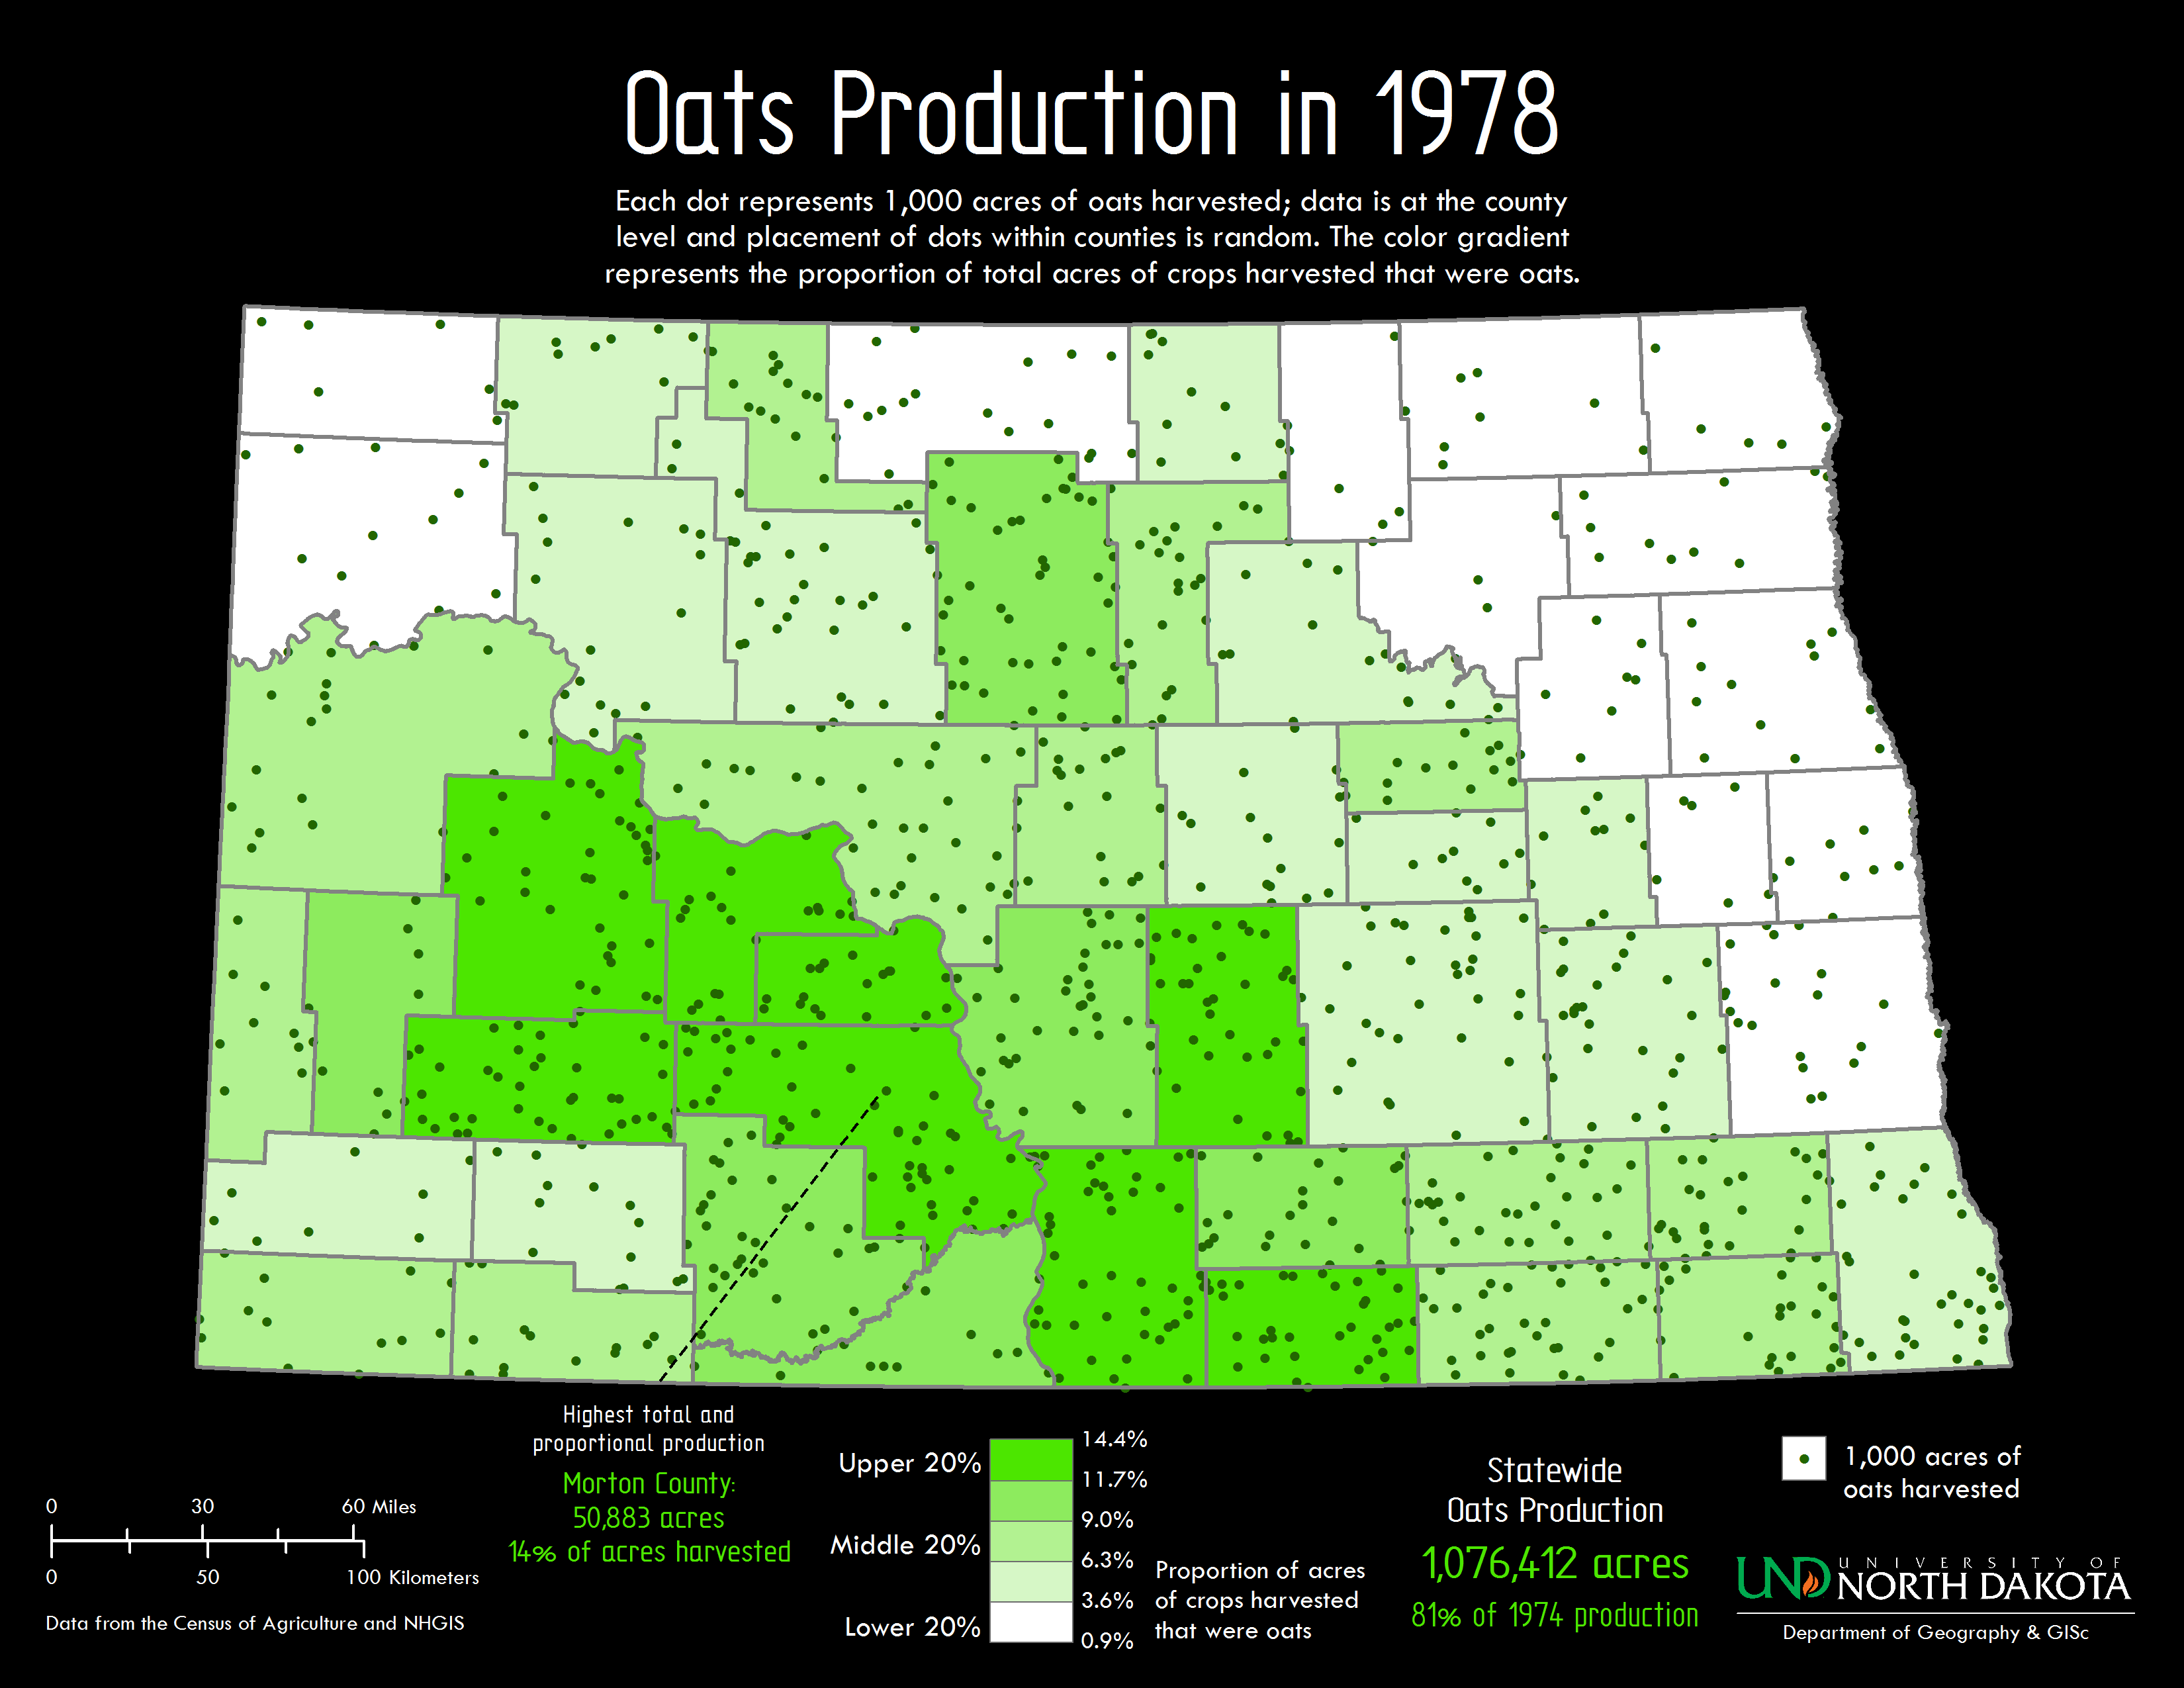 Oats Production in 1978
Each dot represents 1,000 acres of oats harvested; data is at the county
level and placement of dots within counties is random. The color gradient
represents the proportion of total acres of crops harvested that were oats.
Highest total and
proportional production
Morton County:
50,883 acres
14% of acres harvested
0 30 60 Miles
0 50 100 Kilometers
Data from the Census of Agriculture and NHGIS
Upper 20%
Middle 20%
Lower 20%
14.4%
11.7%
9.0%
6.3%
3.6%
0.9%
Proportion of acres
of crops harvested
that were oats
Statewide
Oats Production
1,076,412 acres
81% of 1974 production
1,000 acres of
oats harvested
UND UNIVERSITY OF
NORTH DAKOTA
Department of Geography & GISc